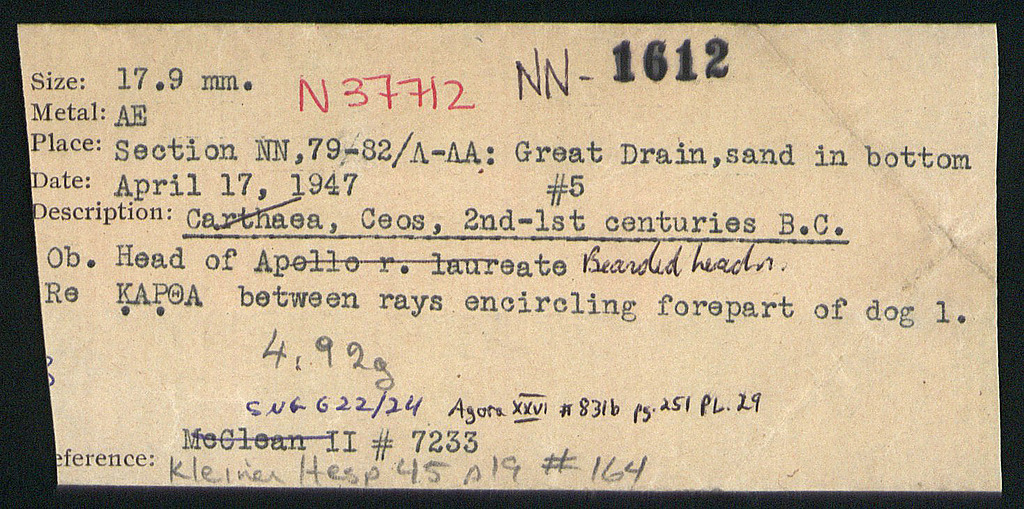 NN- 1612
Size: 17.9 mm. N 37712
Metal: AE
Place: Section NN,79-82/Λ-ΛΛ: Great Drain,sand in bottom
Date: April 17, 1947 #5
Description: Carthaea, Ceos, 2nd-1st centuries B.C.
Ob. Head of Apollo r. laureate Bearded head r.
Re ΚΑΡΘΑ between rays encircling forepart of dog l.
4.92g
SNG 622/24 Agora XXVI #831b pg.251 PL.29
McClean II # 7233
eference: Kleiner Hesp 45 p19 # 164